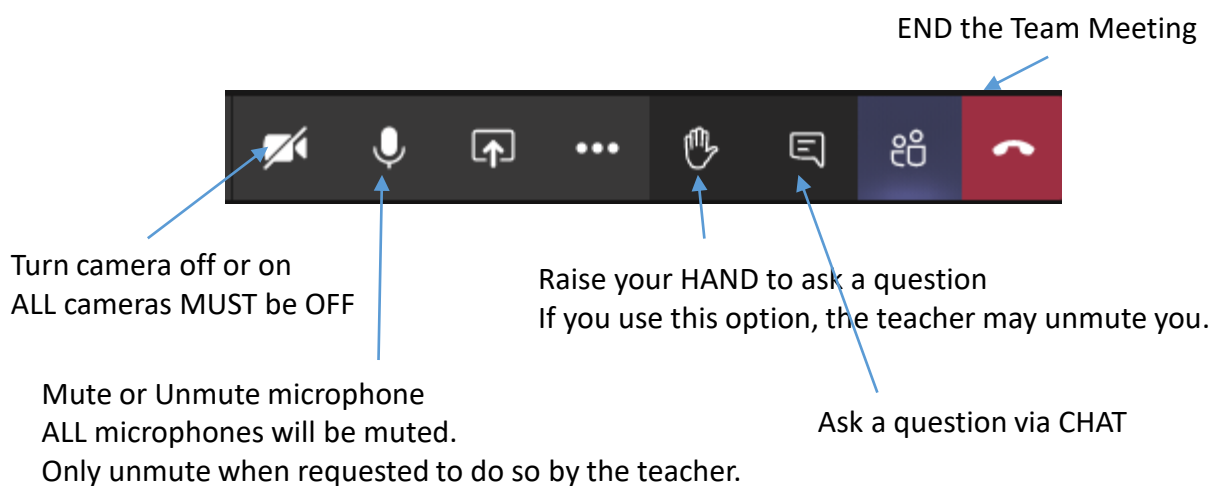 END the Team Meeting
Turn camera off or on
ALL cameras MUST be OFF
Raise your HAND to ask a question
If you use this option, the teacher may unmute you.
Mute or Unmute microphone
ALL microphones will be muted.
Only unmute when requested to do so by the teacher.
Ask a question via CHAT